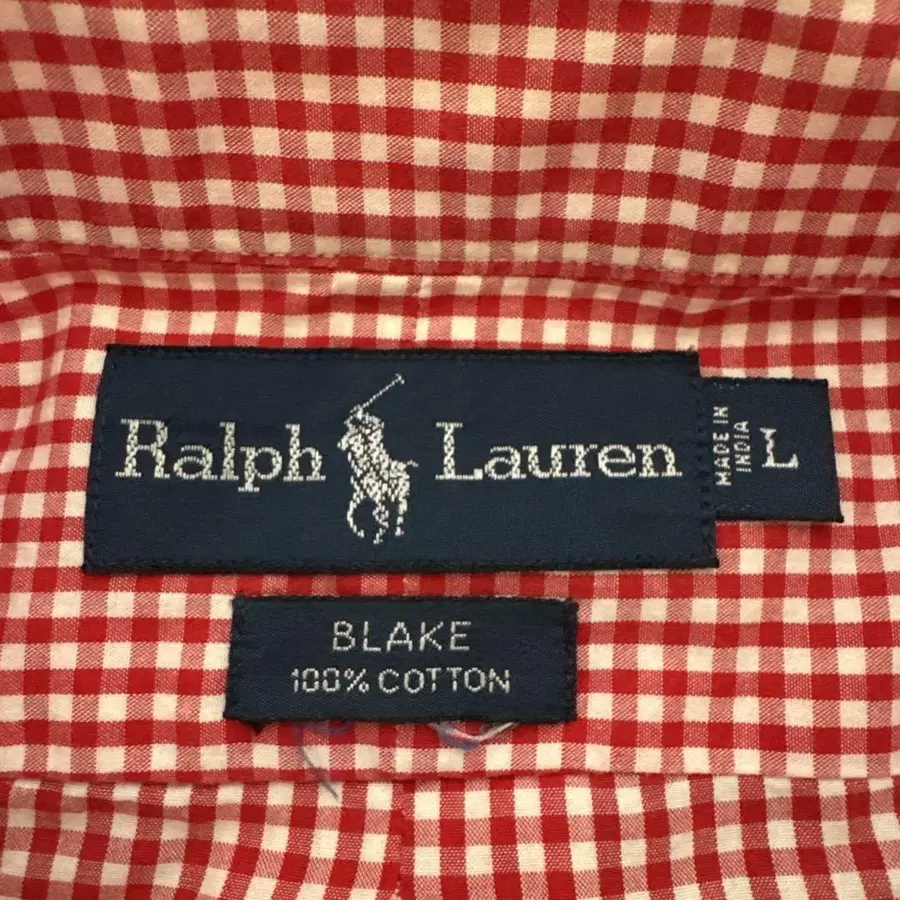 Ralph Lauren
MADE IN
INDIA
L
BLAKE
100% COTTON